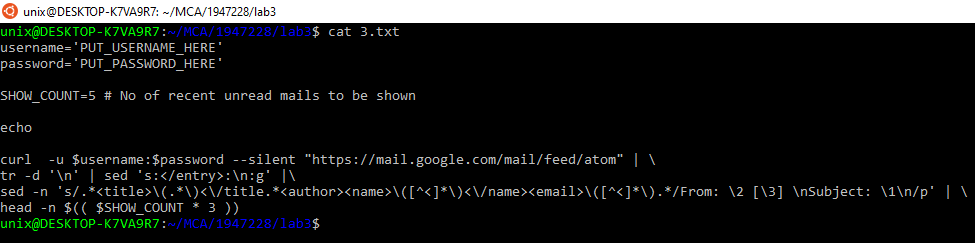 unix@DESKTOP-K7VA9R7: ~/MCA/1947228/lab3
unix@DESKTOP-K7VA9R7:~/MCA/1947228/lab3$ cat 3.txt
username='PUT_USERNAME_HERE'
password='PUT_PASSWORD_HERE'
SHOW_COUNT=5 # No of recent unread mails to be shown
echo
curl  -u $username:$password --silent "https://mail.google.com/mail/feed/atom" | \
tr -d '\n' | sed 's:</entry>:\n:g' |\
sed -n 's/.*<title>\(.*\)<\/title.*<author><name>\([^<]*\)<\/name><email>\([^<]*\).*/From: \2 [\3] \nSubject: \1\n/p' | \
head -n $(( $SHOW_COUNT * 3 ))
unix@DESKTOP-K7VA9R7:~/MCA/1947228/lab3$